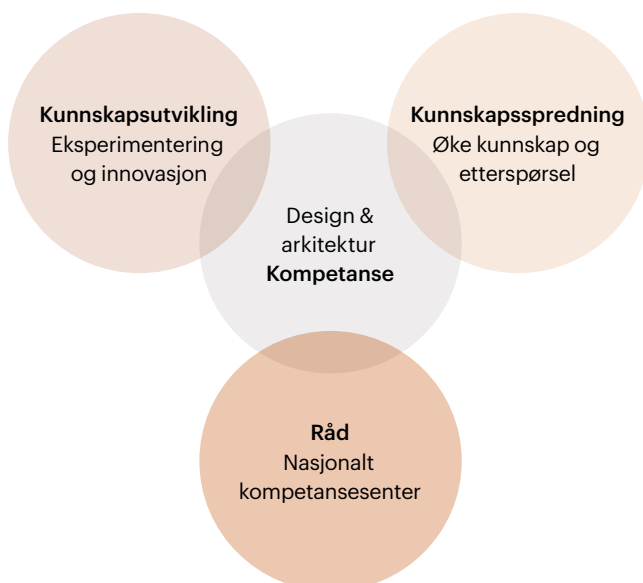 Kunnskapsutvikling
Eksperimentering
og innovasjon
Kunnskapsspredning
Øke kunnskap og
etterspørsel
Design &
arkitektur
Kompetanse
Råd
Nasjonalt
kompetansesenter